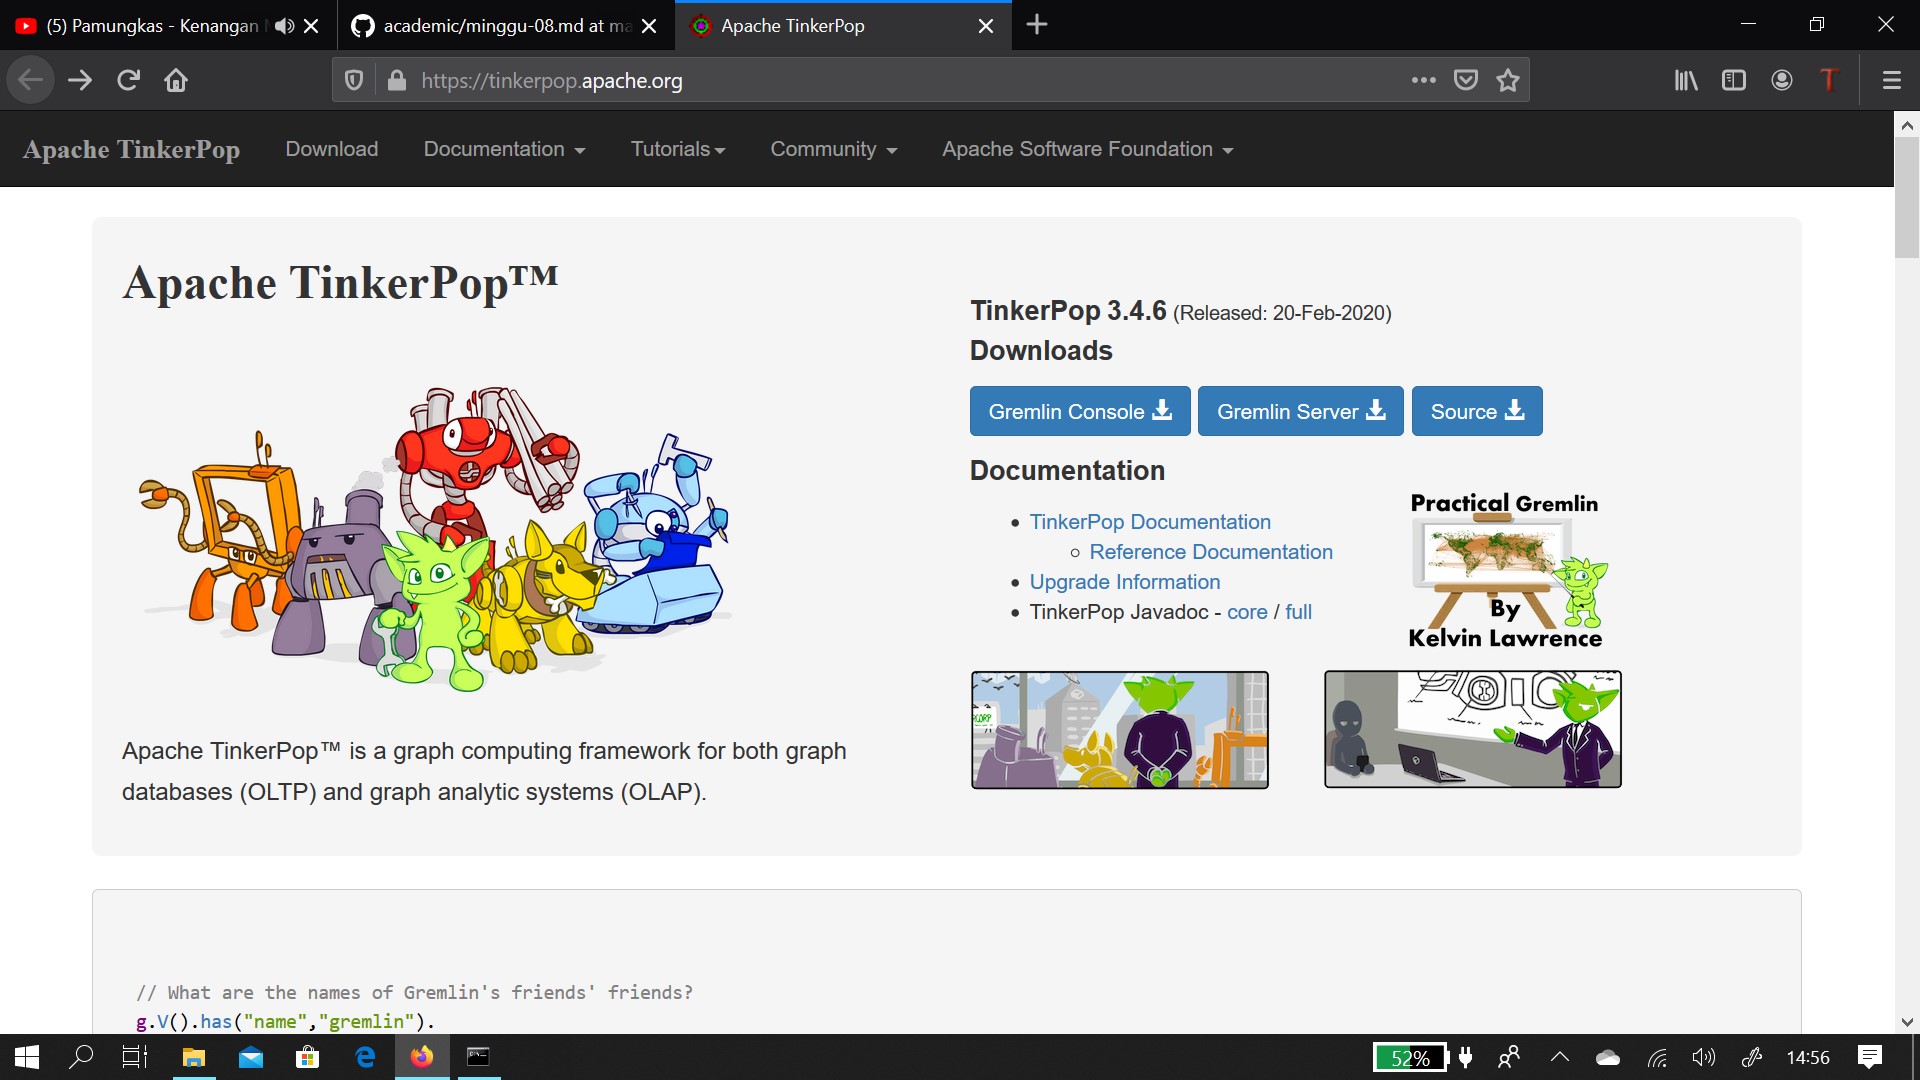 (5) Pamungkas - Kenangan
academic/minggu-08.md at ma
Apache TinkerPop
https://tinkerpop.apache.org
Apache TinkerPop
Download
Documentation
Tutorials
Community
Apache Software Foundation
Apache TinkerPop™
TinkerPop 3.4.6 (Released: 20-Feb-2020)
Downloads
Gremlin Console
Gremlin Server
Source
Documentation
TinkerPop Documentation
Reference Documentation
Upgrade Information
TinkerPop Javadoc - core / full
Practical Gremlin
By
Kelvin Lawrence
Apache TinkerPop™ is a graph computing framework for both graph
databases (OLTP) and graph analytic systems (OLAP).
// What are the names of Gremlin's friends' friends?
g.V().has("name","gremlin").
52%
14:56